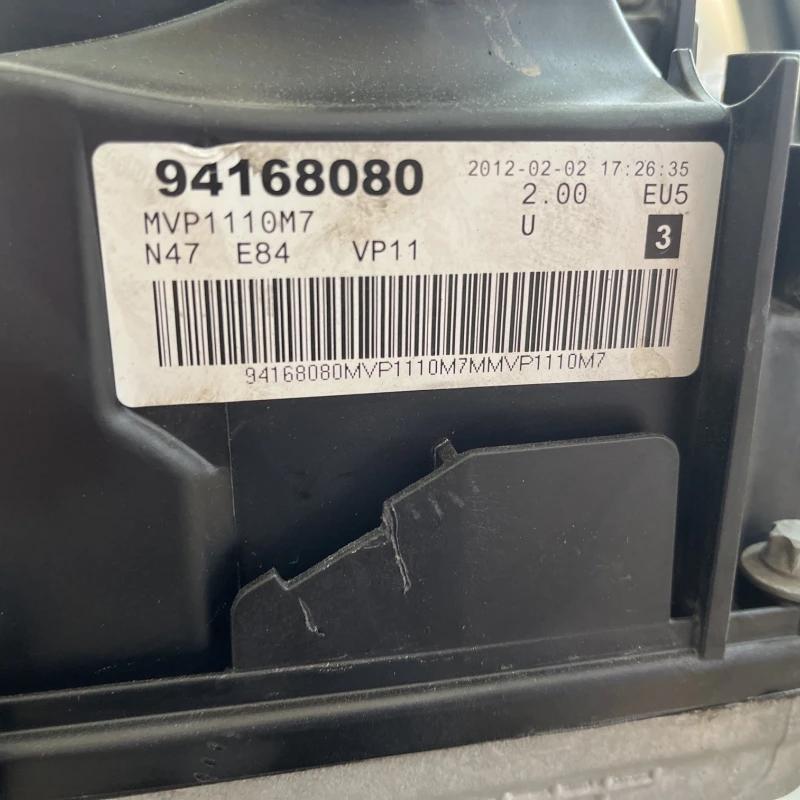 94168080 2012-02-02 17:26:35
2.00 EU5
MVP1110M7 U 3
N47 E84 VP11
94168080MVP1110M7MMVP1110M7